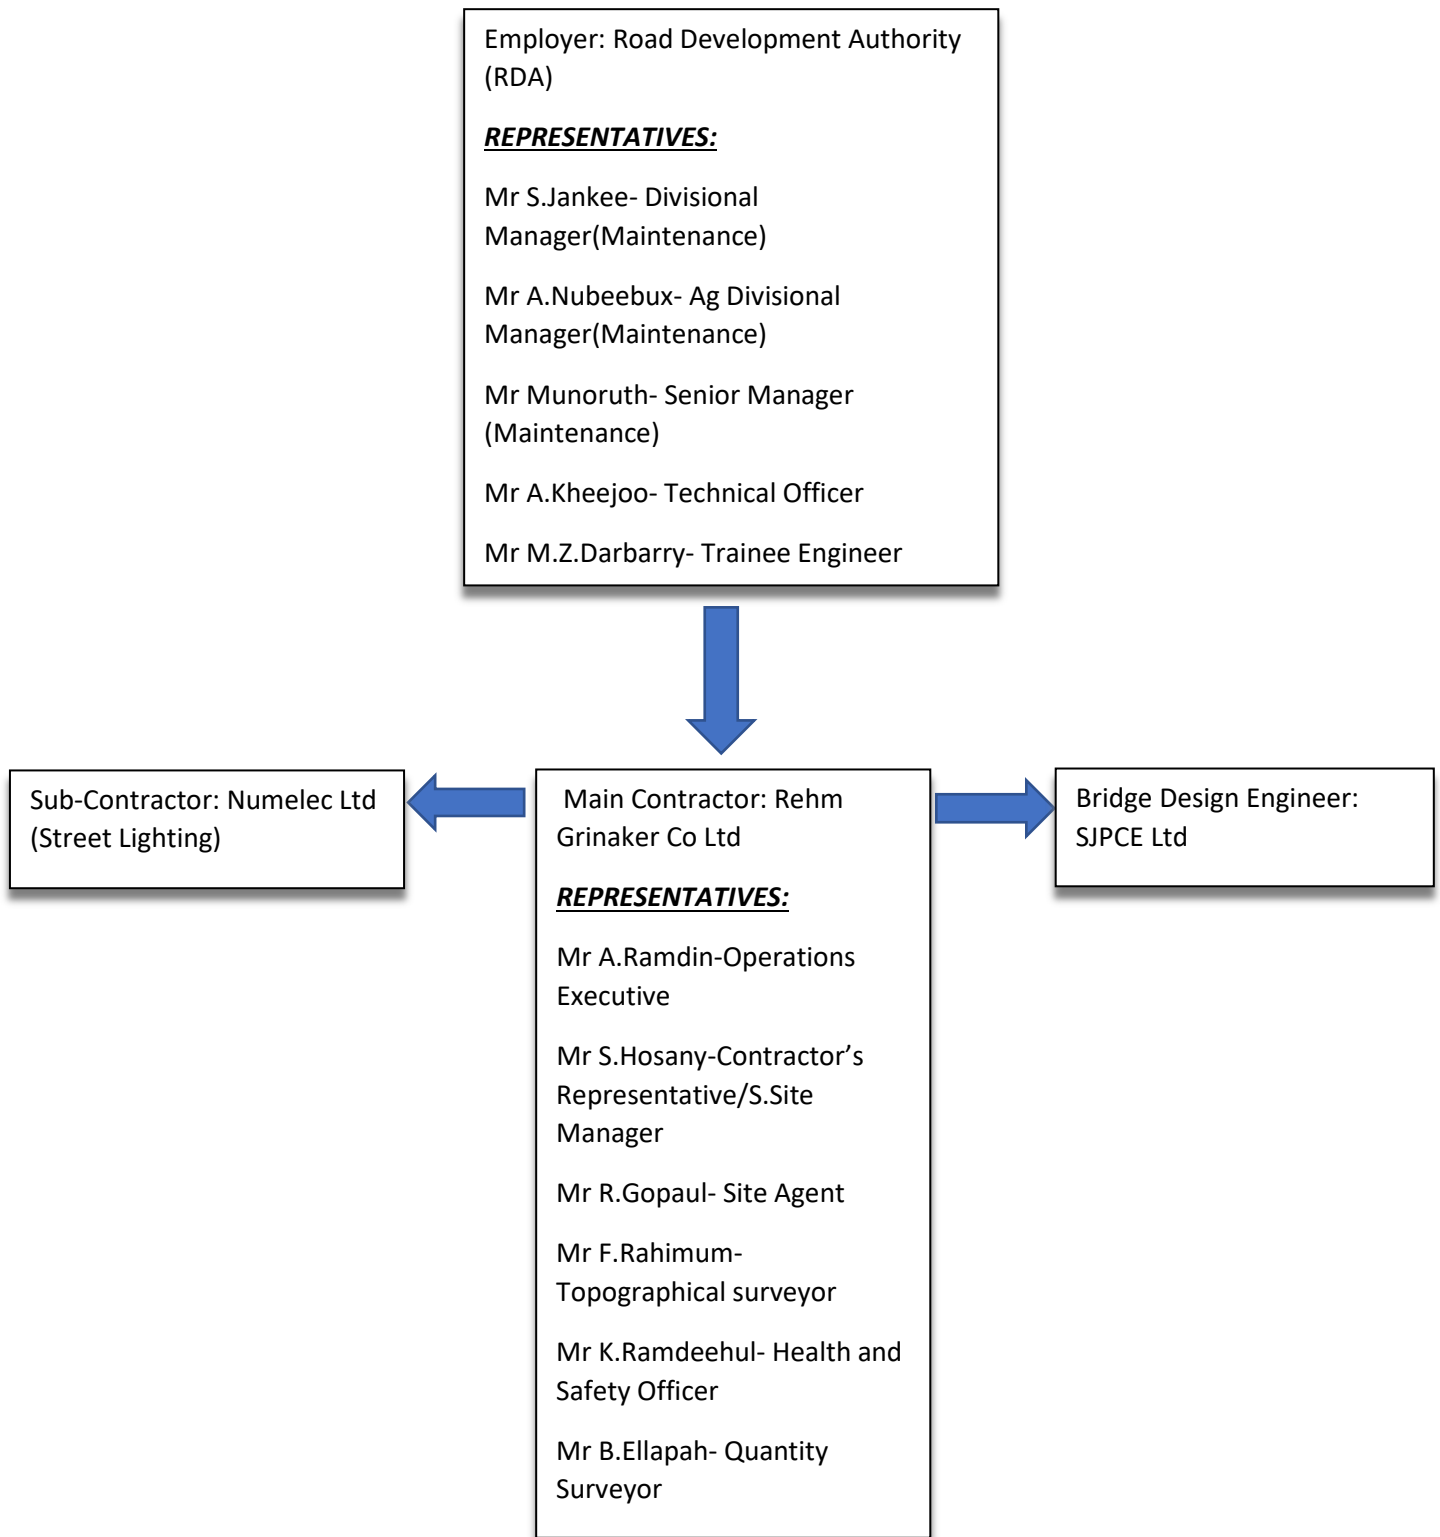 Employer: Road Development Authority
(RDA)
REPRESENTATIVES:
Mr S.Jankee- Divisional
Manager(Maintenance)
Mr A.Nubeebux- Ag Divisional
Manager(Maintenance)
Mr Munoruth- Senior Manager
(Maintenance)
Mr A.Kheejoo- Technical Officer
Mr M.Z.Darbarry- Trainee Engineer
Sub-Contractor: Numelec Ltd
(Street Lighting)
Main Contractor: Rehm
Grinaker Co Ltd
REPRESENTATIVES:
Mr A.Ramdin-Operations
Executive
Mr S.Hosany-Contractor’s
Representative/S.Site
Manager
Mr R.Gopaul- Site Agent
Mr F.Rahimum-
Topographical surveyor
Mr K.Ramdeehul- Health and
Safety Officer
Mr B.Ellapah- Quantity
Surveyor
Bridge Design Engineer:
SJPCE Ltd